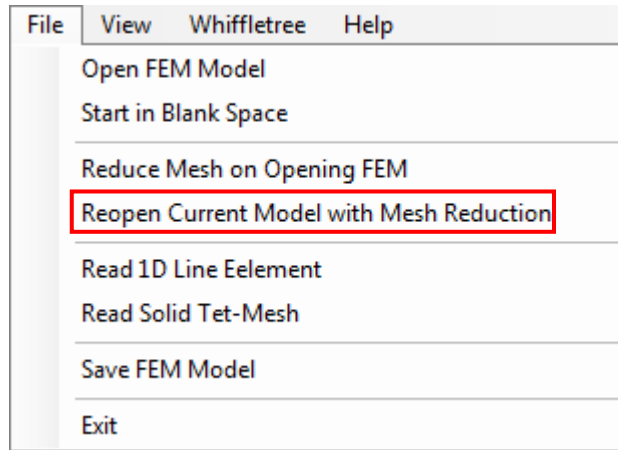 File View Whiffletree Help
Open FEM Model
Start in Blank Space
Reduce Mesh on Opening FEM
Reopen Current Model with Mesh Reduction
Read 1D Line Eelement
Read Solid Tet-Mesh
Save FEM Model
Exit